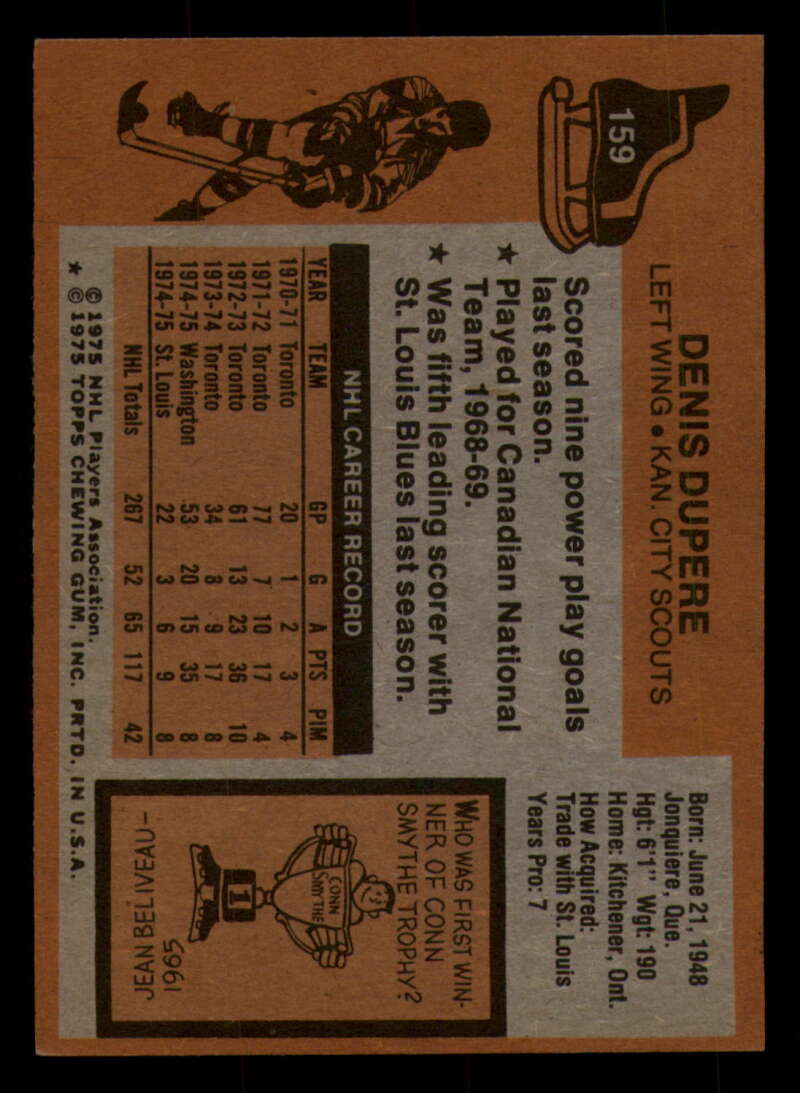 159
DENIS DUPERE
LEFT WING • KAN. CITY SCOUTS
Scored nine power play goals
last season.
★ Played for Canadian National
Team, 1968-69.
★ Was fifth leading scorer with
St. Louis Blues last season.
NHL CAREER RECORD
YEAR TEAM GP G A PTS PIM
1970-71 Toronto 20 1 2 3 4
1971-72 Toronto 77 7 10 17 4
1972-73 Toronto 61 13 23 36 10
1973-74 Toronto 34 8 9 17 8
1974-75 Washington 53 20 15 35 8
1974-75 St. Louis 22 3 6 9 8
NHL Totals 267 52 65 117 42
© 1975 NHL Players Association.
★ © 1975 TOPPS CHEWING GUM, INC. PRTD. IN U.S.A.
Born: June 21, 1948
Jonquiere, Que.
Hgt: 6'1" Wgt: 190
Home: Kitchener, Ont.
How Acquired:
Trade with St. Louis
Years Pro: 7
WHO WAS FIRST WIN-
NER OF CONN
SMYTHE TROPHY?
CONN
SMYTHE
1
JEAN BELIVEAU-
1965